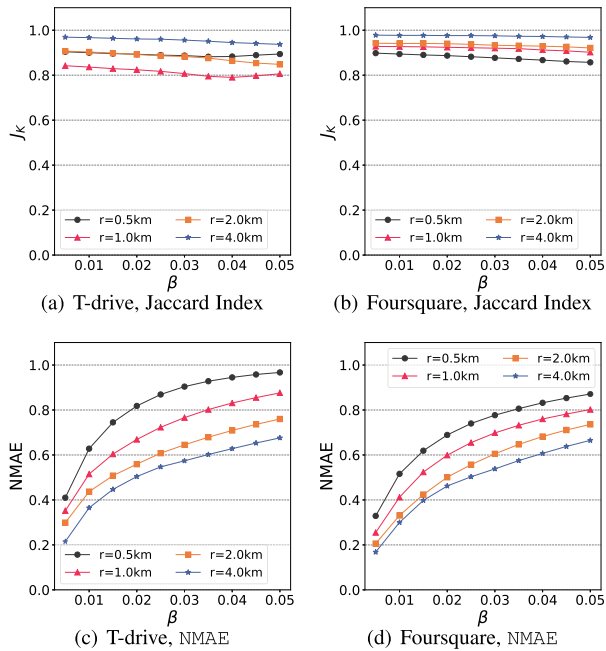 1.0
0.8
0.6
0.4
0.2
0.0
J_K
r=0.5km
r=1.0km
r=2.0km
r=4.0km
0.01 0.02 0.03 0.04 0.05
β
(a) T-drive, Jaccard Index
1.0
0.8
0.6
0.4
0.2
0.0
J_K
r=0.5km
r=1.0km
r=2.0km
r=4.0km
0.01 0.02 0.03 0.04 0.05
β
(b) Foursquare, Jaccard Index
1.0
0.8
0.6
0.4
0.2
0.0
NMAE
r=0.5km
r=1.0km
r=2.0km
r=4.0km
0.01 0.02 0.03 0.04 0.05
β
(c) T-drive, NMAE
1.0
0.8
0.6
0.4
0.2
0.0
NMAE
r=0.5km
r=1.0km
r=2.0km
r=4.0km
0.01 0.02 0.03 0.04 0.05
β
(d) Foursquare, NMAE